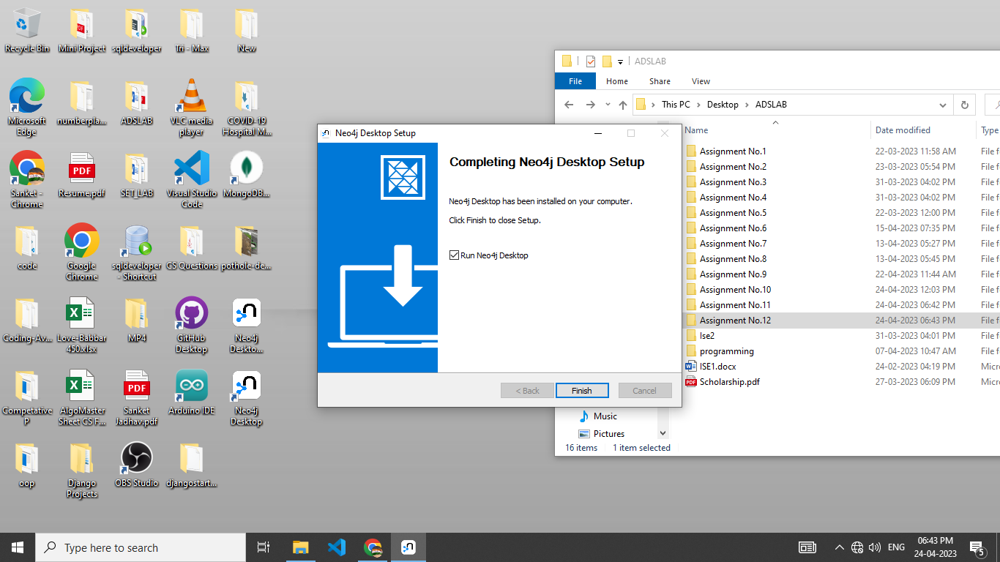 Recycle Bin
Mini Project
sqldeveloper
Tri - Max
New
Microsoft Edge
numberpla...
ADSLAB
VLC media player
COVID-19 Hospital M...
Sanket - Chrome
Resume.pdf
SET_LAB
Visual Studio Code
MongoDB...
code
Google Chrome
sqldeveloper - Shortcut
CS Questions
pothole-de...
Coding-Av...
Love-Babbar 450.xlsx
MP4
GitHub Desktop
Neo4j Deskto...
Competative P
AlgoMaster Sheet CS F...
Sanket Jadhav.pdf
Arduino IDE
Neo4j Desktop
oop
Django Projects
OBS Studio
djangostart...
Neo4j Desktop Setup
Completing Neo4j Desktop Setup
Neo4j Desktop has been installed on your computer.
Click Finish to close Setup.
Run Neo4j Desktop
< Back
Finish
Cancel
ADSLAB
File
Home
Share
View
This PC
Desktop
ADSLAB
Name
Date modified
Type
Assignment No.1 22-03-2023 11:58 AM File f
Assignment No.2 23-03-2023 05:54 PM File f
Assignment No.3 31-03-2023 04:02 PM File f
Assignment No.4 31-03-2023 04:02 PM File f
Assignment No.5 22-03-2023 12:00 PM File f
Assignment No.6 15-04-2023 07:35 PM File f
Assignment No.7 13-04-2023 05:27 PM File f
Assignment No.8 13-04-2023 05:45 PM File f
Assignment No.9 22-04-2023 11:44 AM File f
Assignment No.10 24-04-2023 12:03 PM File f
Assignment No.11 24-04-2023 06:42 PM File f
Assignment No.12 24-04-2023 06:43 PM File f
Ise2 31-03-2023 04:01 PM File f
programming 07-04-2023 10:47 AM File f
ISE1.docx 24-02-2023 04:19 PM Micro
Scholarship.pdf 27-03-2023 06:09 PM Micro
Music
Pictures
16 items
1 item selected
Type here to search
ENG
06:43 PM
24-04-2023
5